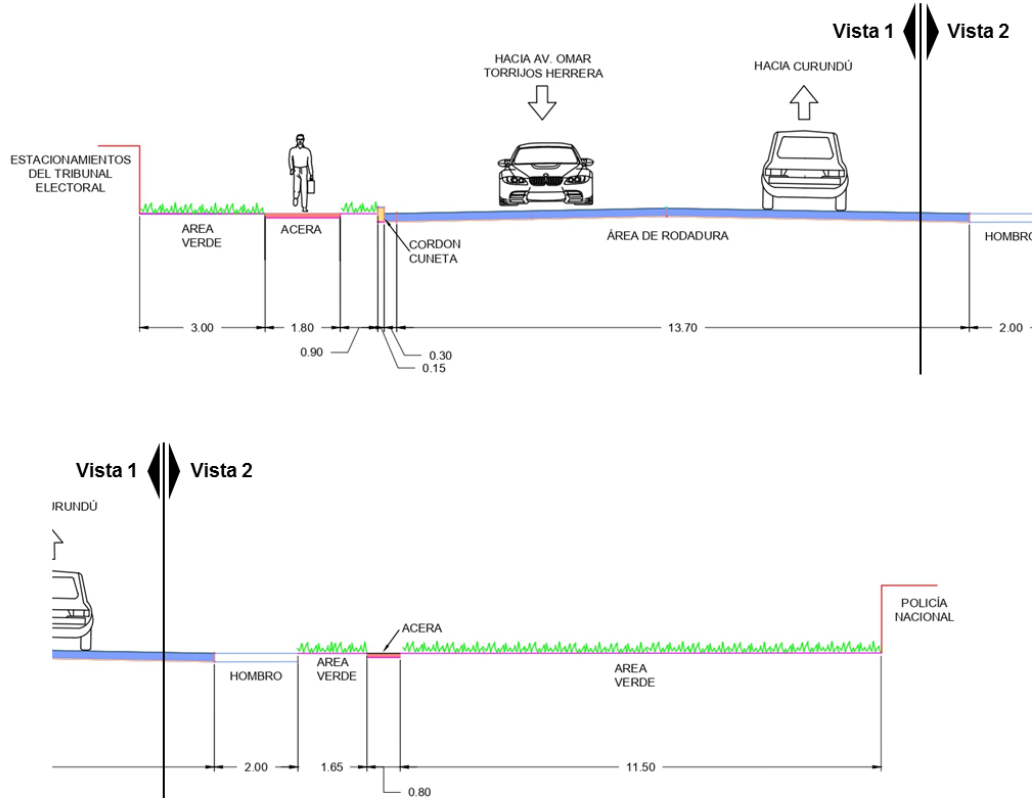 Vista 1 Vista 2
HACIA AV. OMAR
TORRIJOS HERRERA
HACIA CURUNDÚ
ESTACIONAMIENTOS
DEL TRIBUNAL
ELECTORAL
AREA
VERDE
ACERA
CORDON
CUNETA
ÁREA DE RODADURA
HOMBRO
3.00
1.80
13.70
2.00
0.90
0.30
0.15
Vista 1 Vista 2
URUNDÚ
ACERA
POLICÍA
NACIONAL
HOMBRO
AREA
VERDE
AREA
VERDE
2.00
1.65
11.50
0.80